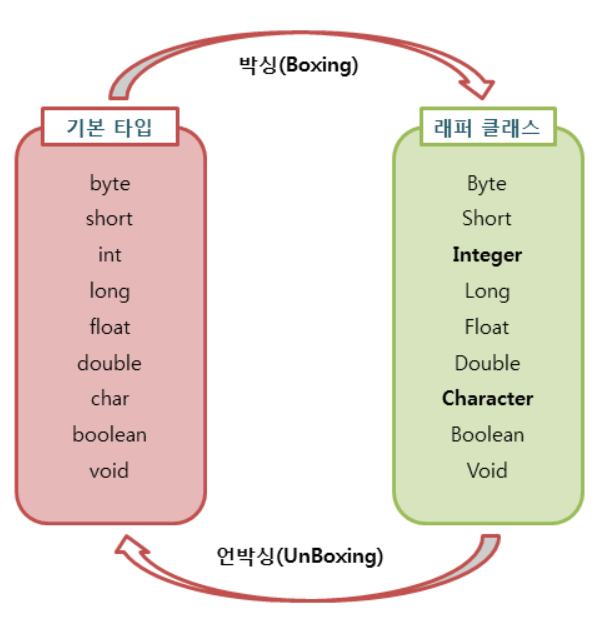 박싱(Boxing)
기본 타입
byte
short
int
long
float
double
char
boolean
void
래퍼 클래스
Byte
Short
Integer
Long
Float
Double
Character
Boolean
Void
언박싱(UnBoxing)